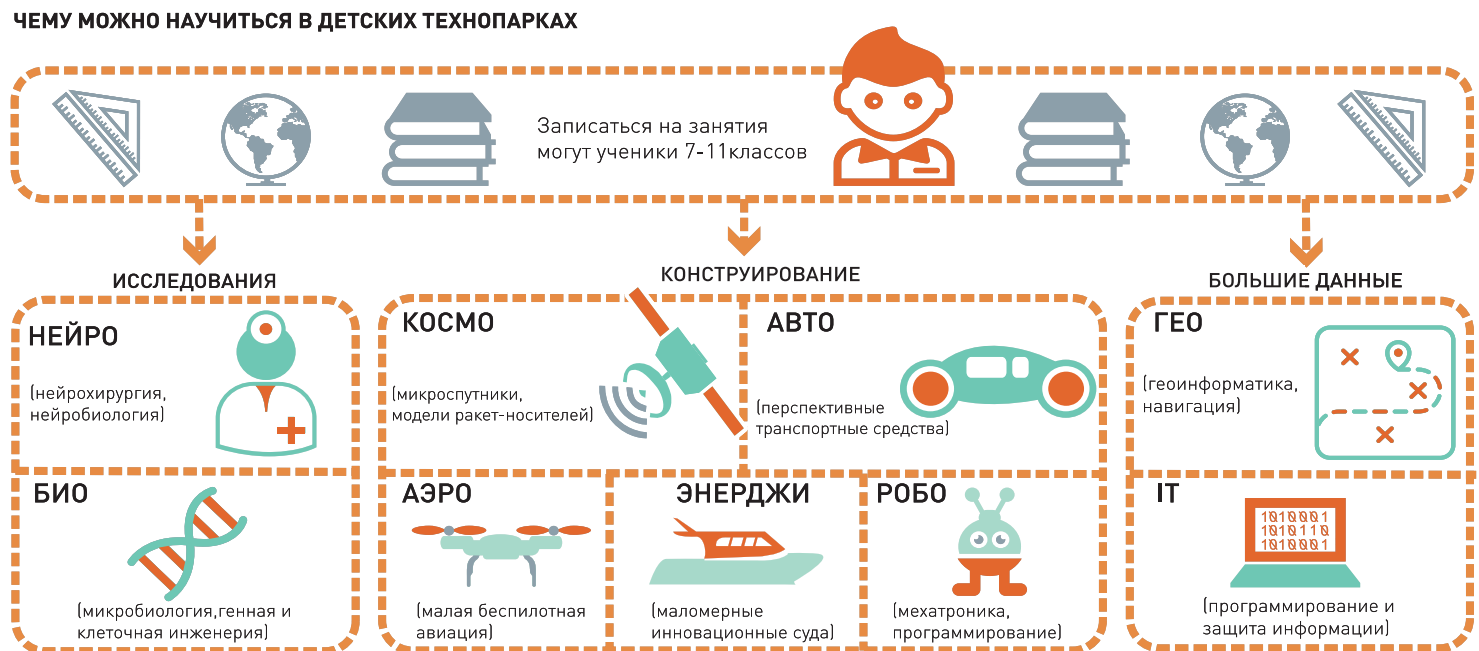 ЧЕМУ МОЖНО НАУЧИТЬСЯ В ДЕТСКИХ ТЕХНОПАРКАХ
Записаться на занятия
могут ученики 7-11классов
ИССЛЕДОВАНИЯ
НЕЙРО
(нейрохирургия,
нейробиология)
БИО
(микробиология,генная и
клеточная инженерия)
КОНСТРУИРОВАНИЕ
КОСМО
(микроспутники,
модели ракет-носителей)
АВТО
(перспективные
транспортные средства)
АЭРО
(малая беспилотная
авиация)
ЭНЕРДЖИ
(маломерные
инновационные суда)
РОБО
(мехатроника,
программирование)
БОЛЬШИЕ ДАННЫЕ
ГЕО
(геоинформатика,
навигация)
IT
1010001
1010110
1010001
(программирование и
защита информации)